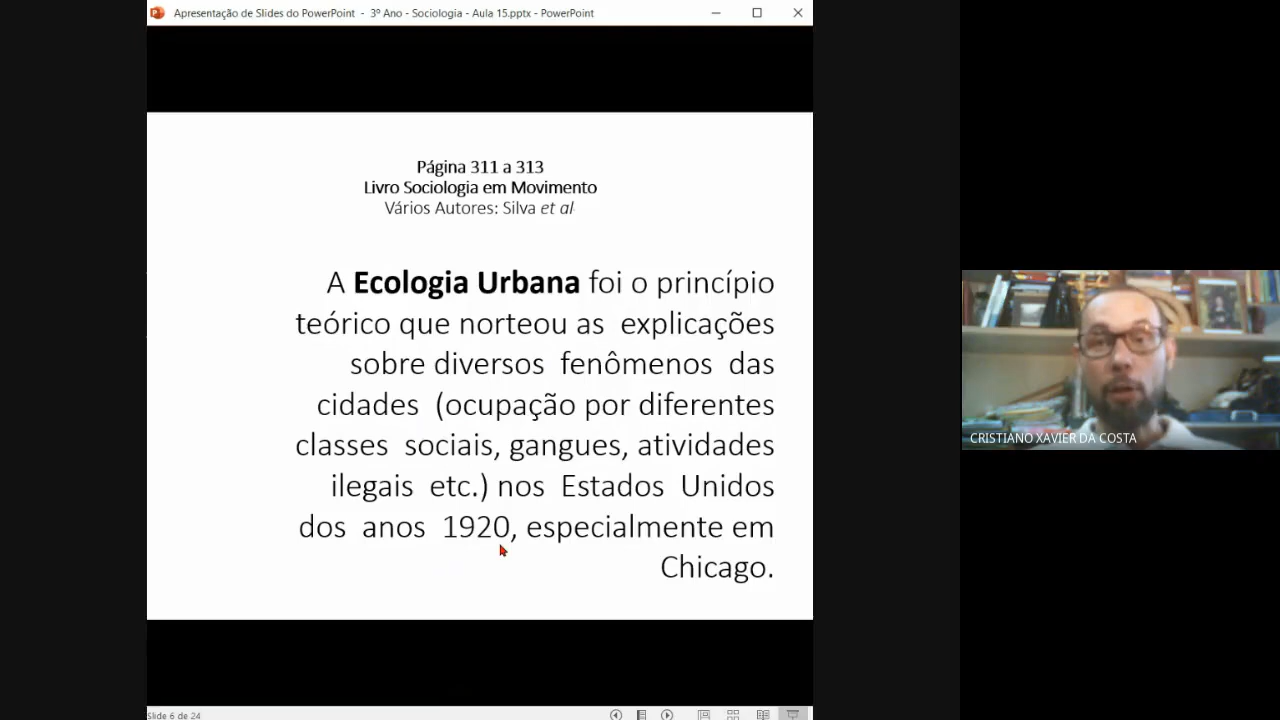 Apresentação de Slides do PowerPoint - 3º Ano - Sociologia - Aula 15.pptx - PowerPoint
Página 311 a 313
Livro Sociologia em Movimento
Vários Autores: Silva et al
A Ecologia Urbana foi o princípio
teórico que norteou as explicações
sobre diversos fenômenos das
cidades (ocupação por diferentes
classes sociais, gangues, atividades
ilegais etc.) nos Estados Unidos
dos anos 1920, especialmente em
Chicago.
CRISTIANO XAVIER DA COSTA
Slide 6 de 24